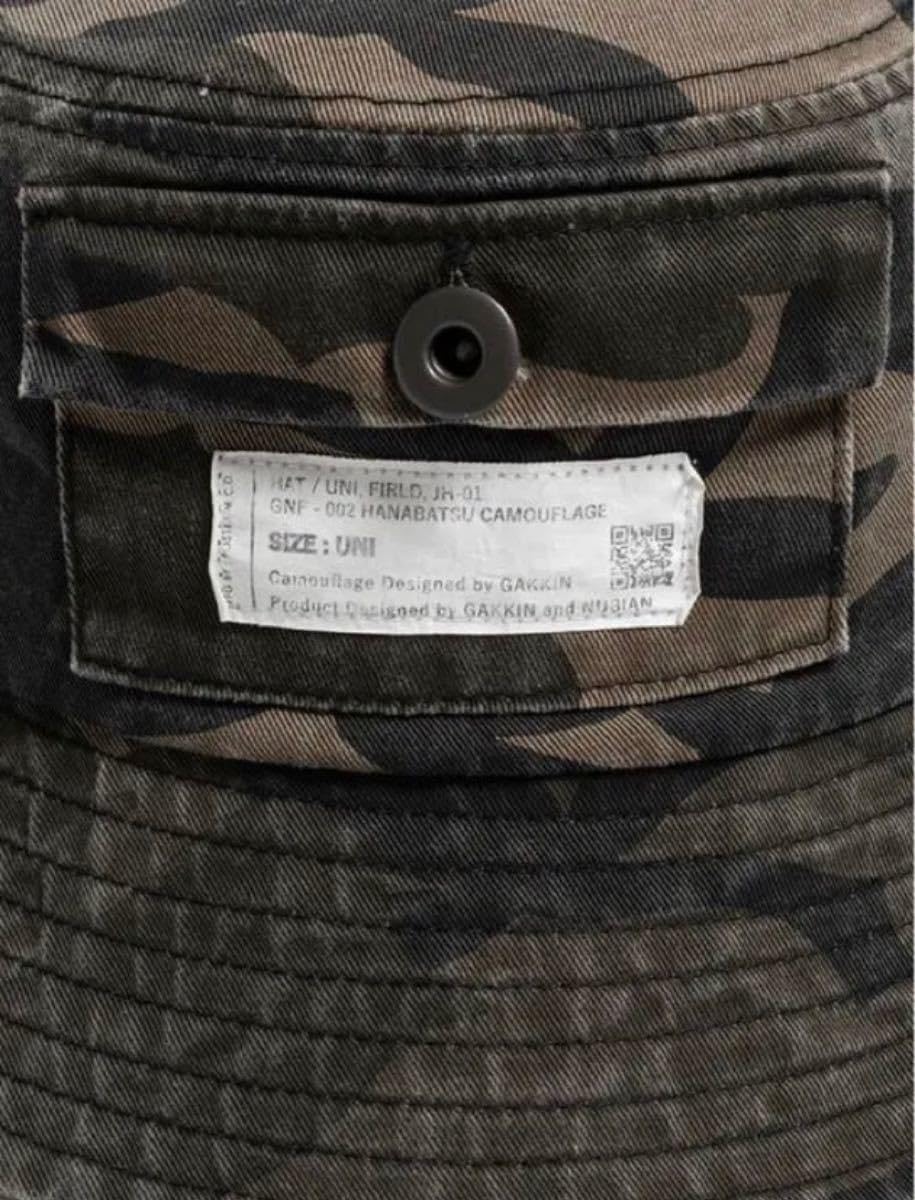 HAT / UNI, FIRLD, JH-01
GNF - 002 HANABATSU CAMOUFLAGE
SIZE : UNI
Camouflage Designed by GAKKIN
Product Designed by GAKKIN and NUBIAN